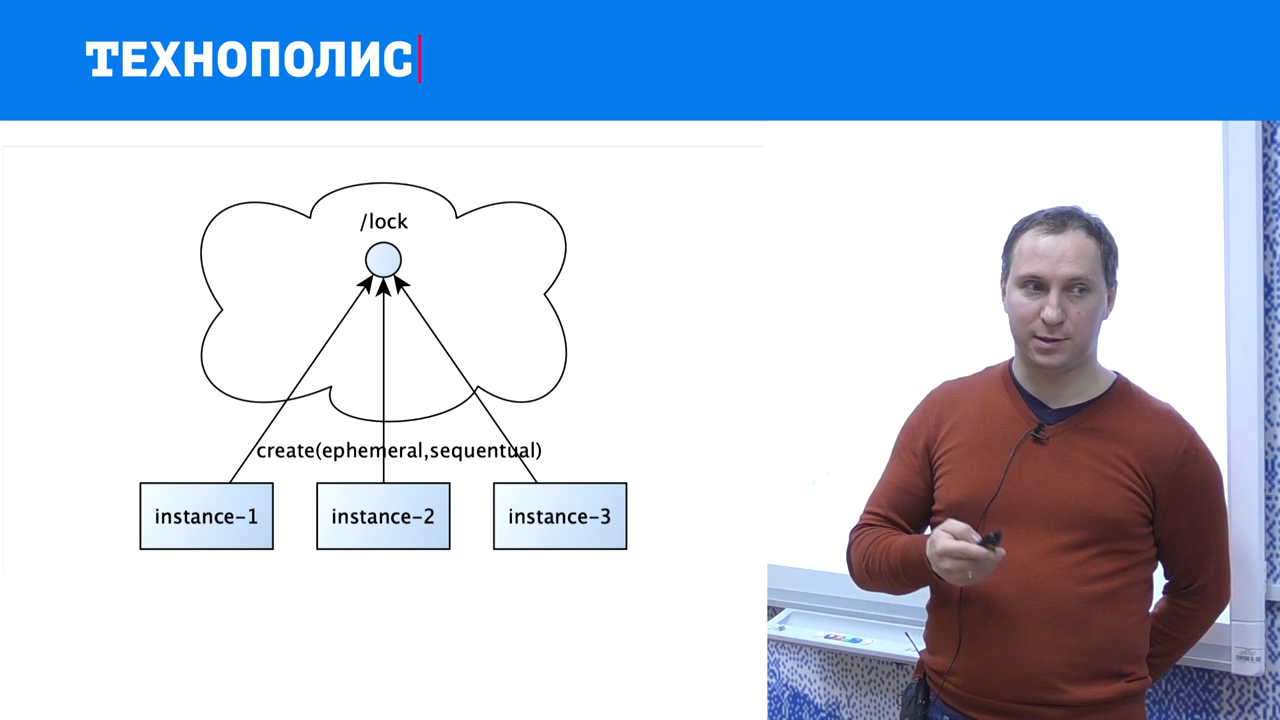 ТЕХНОПОЛИС
/lock
create(ephemeral,sequentual)
instance-1
instance-2
instance-3